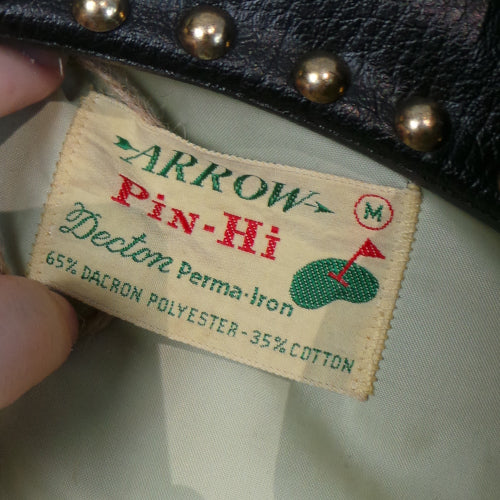 ARROW
M
PiN-Hi
Decton Perma-Iron
65% DACRON POLYESTER-35% COTTON